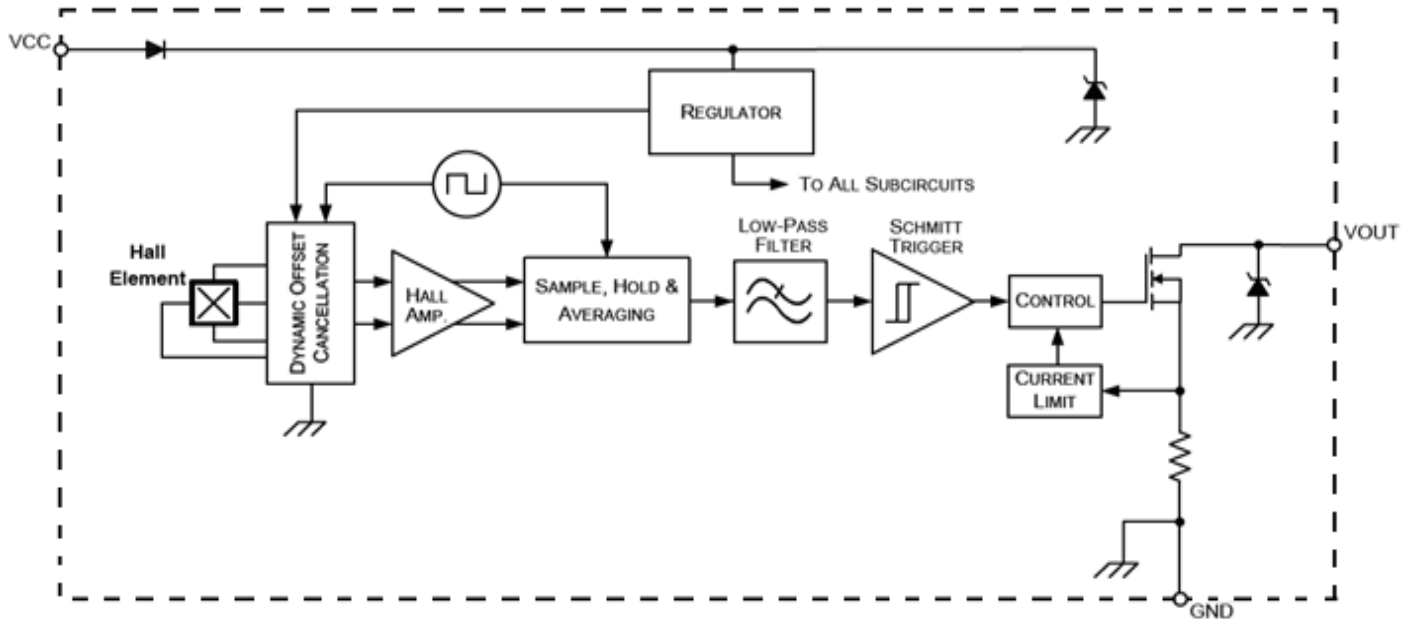 VCC
REGULATOR
TO ALL SUBCIRCUITS
LOW-PASS
FILTER
SCHMITT
TRIGGER
VOUT
Hall
Element
DYNAMIC OFFSET
CANCELLATION
HALL
AMP.
SAMPLE, HOLD &
AVERAGING
CONTROL
CURRENT
LIMIT
GND